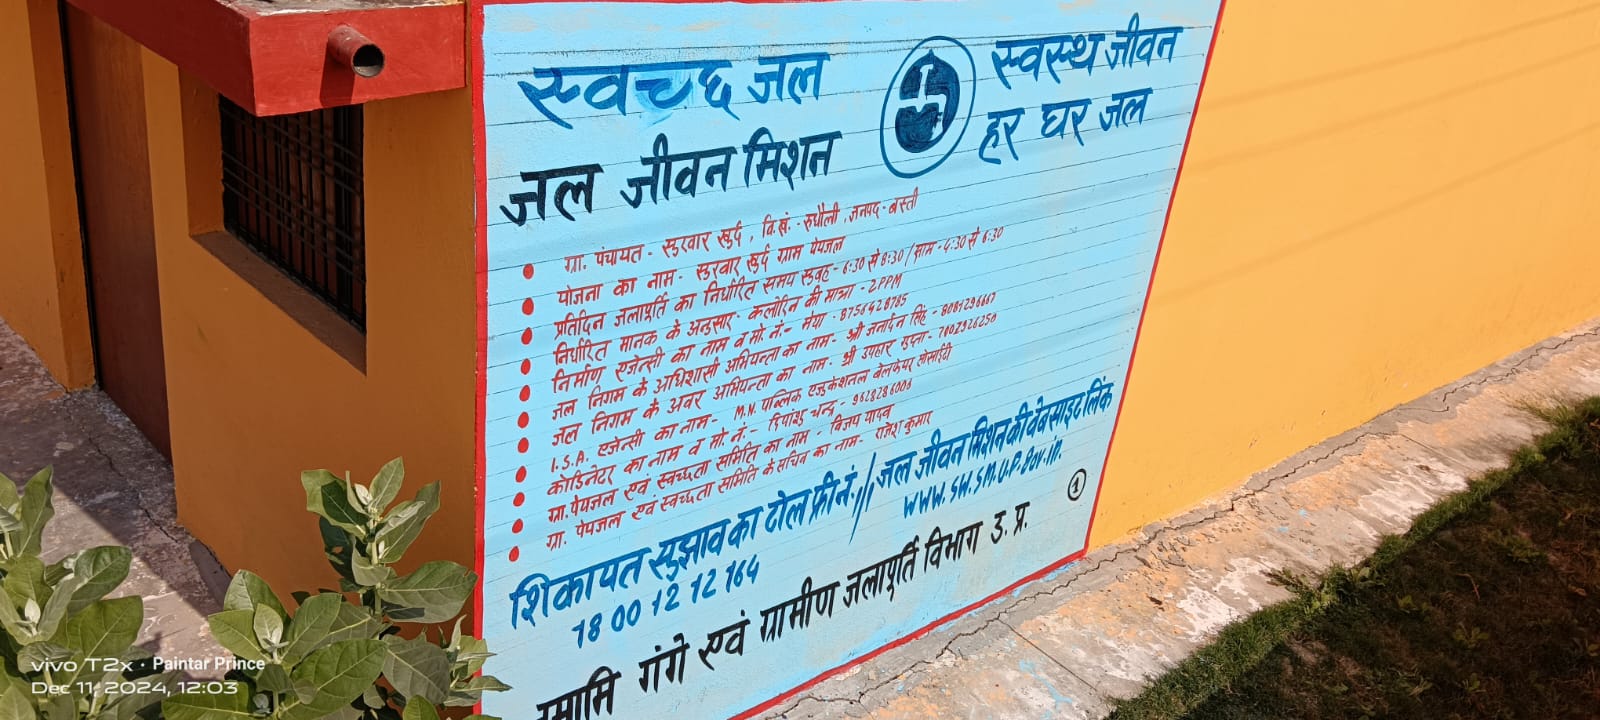 स्वच्छ जल
स्वस्थ जीवन
जल जीवन मिशन
हर घर जल
ग्रा. पंचायत - सुरवार खुर्द, वि.खं. - रुधौली, जनपद - बस्ती
योजना का नाम - सुरवार खुर्द ग्राम पेयजल
प्रतिदिन जलापूर्ति का निर्धारित समय सुबह - 6:30 से 8:30 / साम - 4:30 से 6:30
निर्धारित मानक के अनुसार - क्लोरिन की मात्रा - 2PPM
निर्माण एजेन्सी का नाम व मो. नं. - मेघा - 8756428785
जल निगम के अधिशासी अभियन्ता का नाम - श्री जनार्दन सिंह - 8081296667
जल निगम के अवर अभियन्ता का नाम - श्री उपहार गुप्ता - 7002926250
I.S.A. एजेन्सी का नाम - M.N. पब्लिक एजुकेशनल वेलफेयर सोसाईटी
कोडिनेटर का नाम व मो. नं. - दिपांशु चन्द्र - 9628286006
ग्रा. पेयजल एवं स्वच्छता समिति का नाम - विजय यादव
ग्रा. पेयजल एवं स्वच्छता समिति के सचिव का नाम - राजेश कुमार
शिकायत सुझाव का टोल फ्री नं. // जल जीवन मिशन की वेबसाइट लिंक
18 00 12 12 164
www.sw.sm.u.p.Gov.in.
1
नमामि गंगे एवं ग्रामीण जलापूर्ति विभाग उ. प्र.
vivo T2x · Paintar Prince
Dec 11, 2024, 12:03